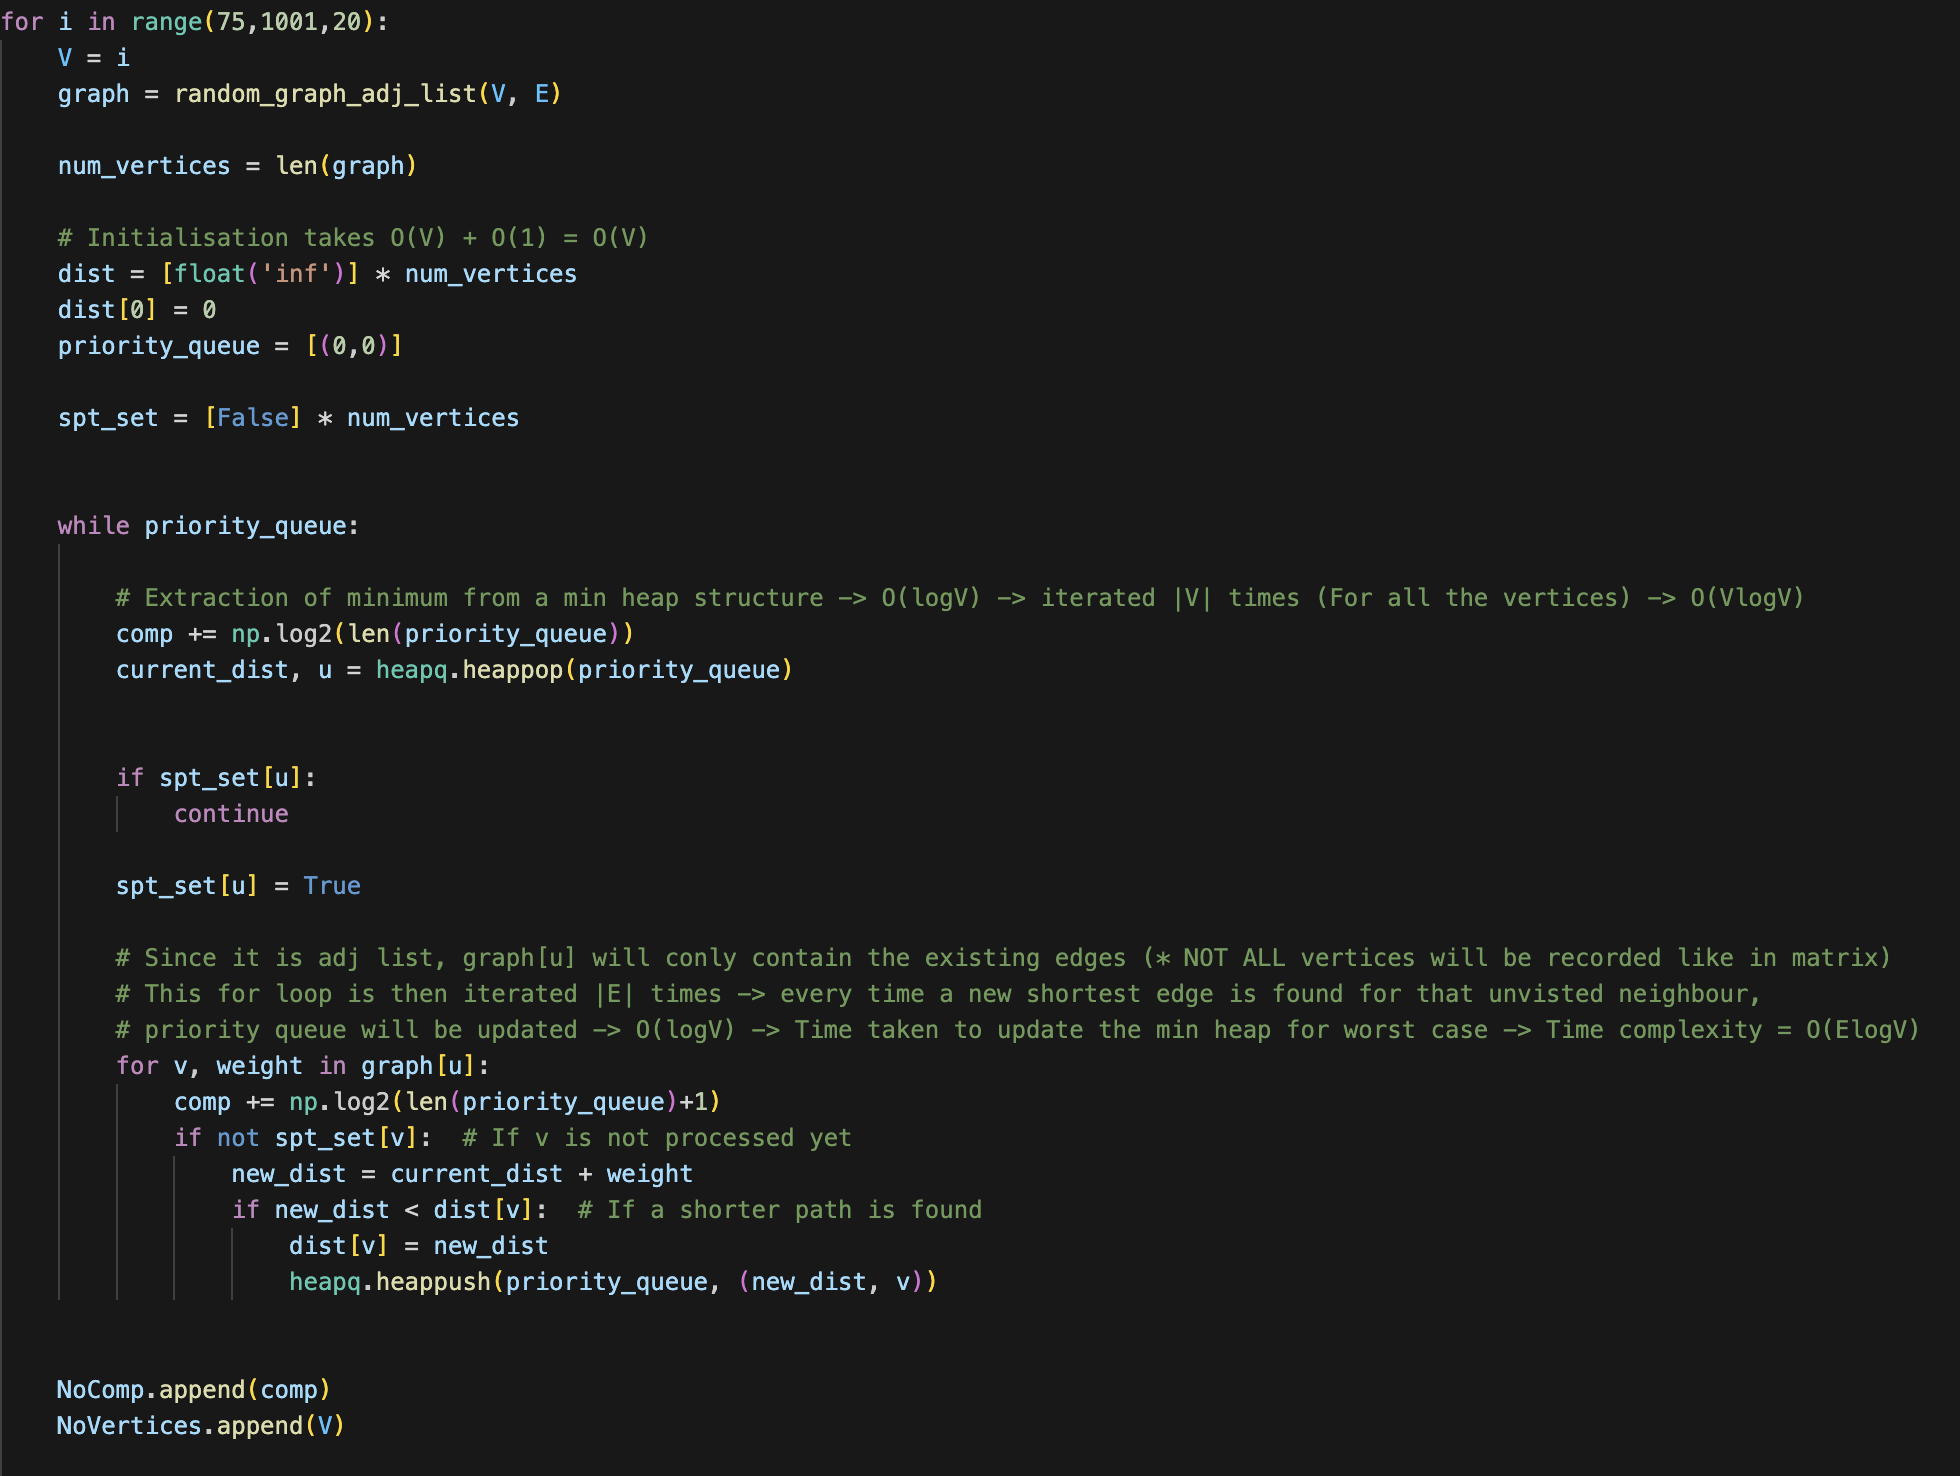 for i in range(75,1001,20):
    V = i
    graph = random_graph_adj_list(V, E)
    num_vertices = len(graph)
    # Initialisation takes O(V) + O(1) = O(V)
    dist = [float('inf')] * num_vertices
    dist[0] = 0
    priority_queue = [(0,0)]
    spt_set = [False] * num_vertices
    while priority_queue:
        # Extraction of minimum from a min heap structure -> O(logV) -> iterated |V| times (For all the vertices) -> O(VlogV)
        comp += np.log2(len(priority_queue))
        current_dist, u = heapq.heappop(priority_queue)
        if spt_set[u]:
            continue
        spt_set[u] = True
        # Since it is adj list, graph[u] will conly contain the existing edges (* NOT ALL vertices will be recorded like in matrix)
        # This for loop is then iterated |E| times -> every time a new shortest edge is found for that unvisted neighbour,
        # priority queue will be updated -> O(logV) -> Time taken to update the min heap for worst case -> Time complexity = O(ElogV)
        for v, weight in graph[u]:
            comp += np.log2(len(priority_queue)+1)
            if not spt_set[v]:  # If v is not processed yet
                new_dist = current_dist + weight
                if new_dist < dist[v]:  # If a shorter path is found
                    dist[v] = new_dist
                    heapq.heappush(priority_queue, (new_dist, v))
    NoComp.append(comp)
    NoVertices.append(V)